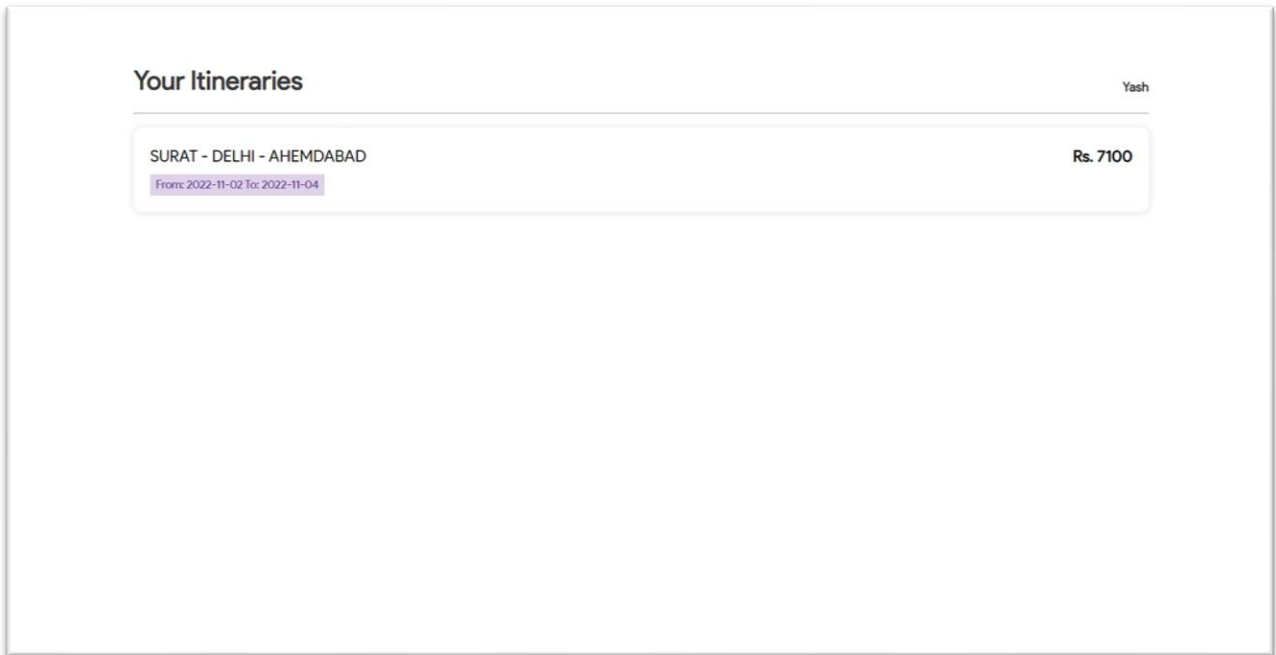 Your Itineraries
Yash
SURAT - DELHI - AHEMDABAD
Rs. 7100
From: 2022-11-02 To: 2022-11-04